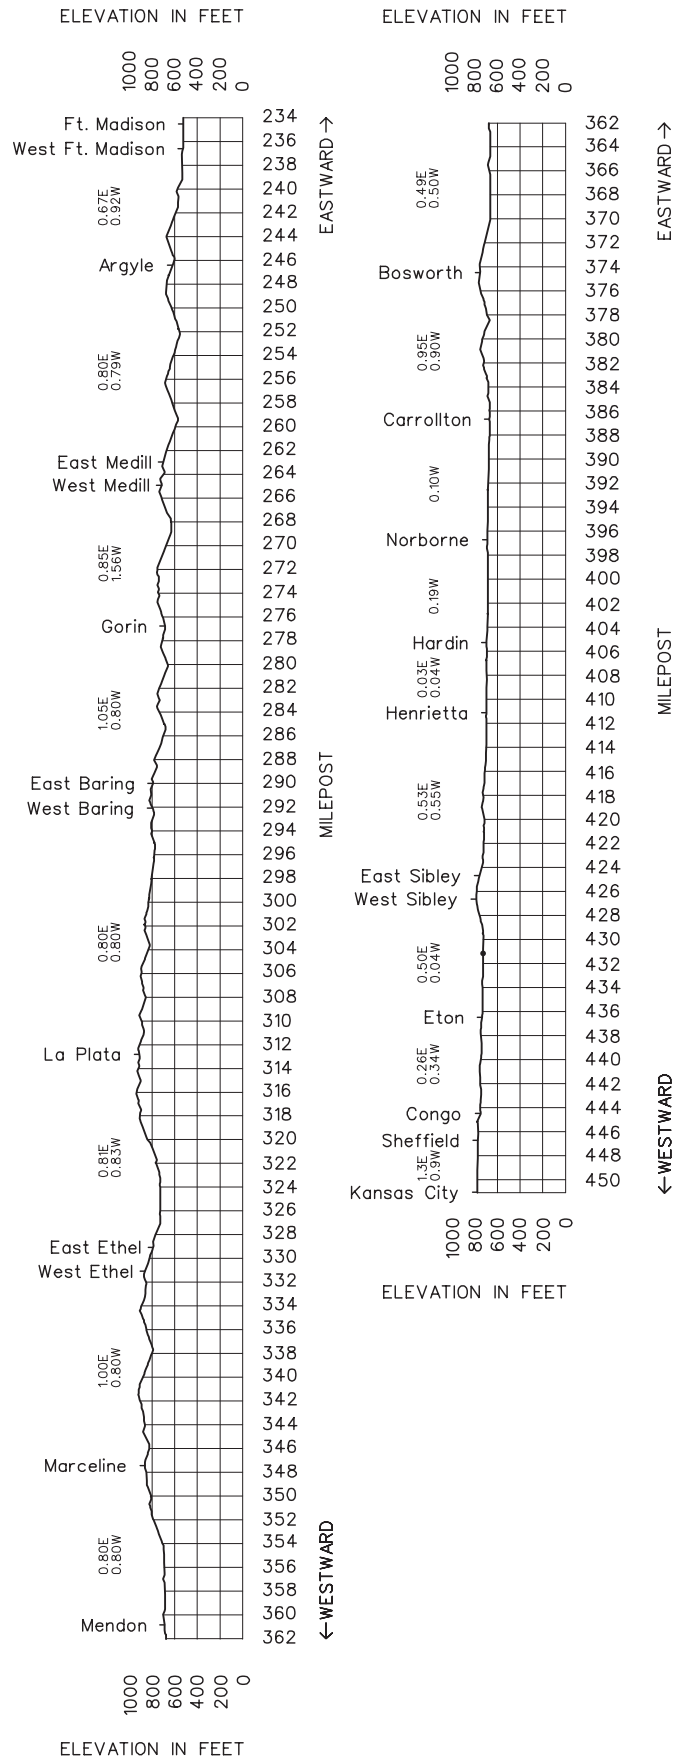 ELEVATION IN FEET
1000
800
600
400
200
0
234
Ft. Madison
236
West Ft. Madison
238
240
0.67E
0.92W
242
244
Argyle
246
248
250
252
254
0.80E
0.79W
256
258
260
262
East Medill
264
West Medill
266
268
270
0.85E
1.56W
272
274
276
Gorin
278
280
282
1.05E
0.80W
284
286
288
East Baring
290
West Baring
292
294
296
298
300
302
0.80E
0.80W
304
306
308
310
312
La Plata
314
316
318
320
0.81E
0.83W
322
324
326
328
East Ethel
330
West Ethel
332
334
336
338
1.00E
0.80W
340
342
344
346
Marceline
348
350
352
354
0.80E
0.80W
356
358
360
Mendon
362
EASTWARD →
MILEPOST
← WESTWARD
1000
800
600
400
200
0
ELEVATION IN FEET
ELEVATION IN FEET
1000
800
600
400
200
0
362
364
366
0.49E
0.50W
368
370
372
374
Bosworth
376
378
380
0.95E
0.90W
382
384
386
Carrollton
388
390
0.10W
392
394
396
Norborne
398
400
0.19W
402
404
Hardin
406
0.03E
0.04W
408
410
Henrietta
412
414
416
0.53E
0.55W
418
420
422
424
East Sibley
426
West Sibley
428
430
0.50E
0.04W
432
434
436
Eton
438
0.26E
0.34W
440
442
444
Congo
446
Sheffield
1.3E
0.9W
448
450
Kansas City
EASTWARD →
MILEPOST
← WESTWARD
1000
800
600
400
200
0
ELEVATION IN FEET